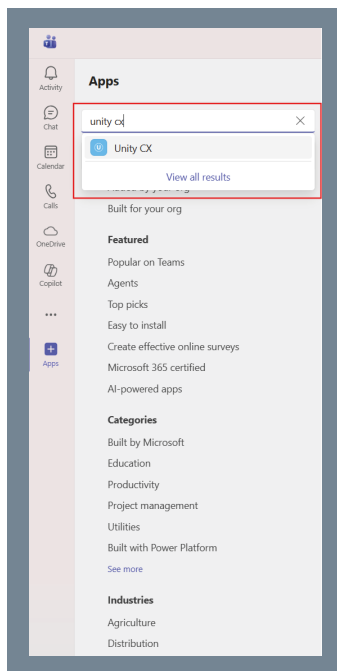 Activity
Chat
Calendar
Calls
OneDrive
Copilot
Apps
Apps
unity cx
Unity CX
View all results
Built for your org
Featured
Popular on Teams
Agents
Top picks
Easy to install
Create effective online surveys
Microsoft 365 certified
AI-powered apps
Categories
Built by Microsoft
Education
Productivity
Project management
Utilities
Built with Power Platform
See more
Industries
Agriculture
Distribution